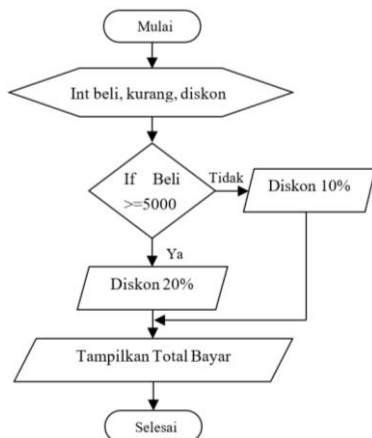 Mulai
Int beli, kurang, diskon
If Beli
>=5000
Tidak
Diskon 10%
Ya
Diskon 20%
Tampilkan Total Bayar
Selesai